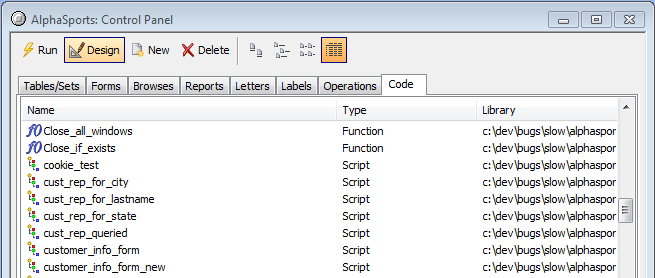 AlphaSports: Control Panel
Run Design New Delete
Tables/Sets Forms Browses Reports Letters Labels Operations Code
Name Type Library
Close_all_windows Function c:\dev\bugs\slow\alphaspor
Close_if_exists Function c:\dev\bugs\slow\alphaspor
cookie_test Script c:\dev\bugs\slow\alphaspor
cust_rep_for_city Script c:\dev\bugs\slow\alphaspor
cust_rep_for_lastname Script c:\dev\bugs\slow\alphaspor
cust_rep_for_state Script c:\dev\bugs\slow\alphaspor
cust_rep_queried Script c:\dev\bugs\slow\alphaspor
customer_info_form Script c:\dev\bugs\slow\alphaspor
customer_info_form_new Script c:\dev\bugs\slow\alphaspor